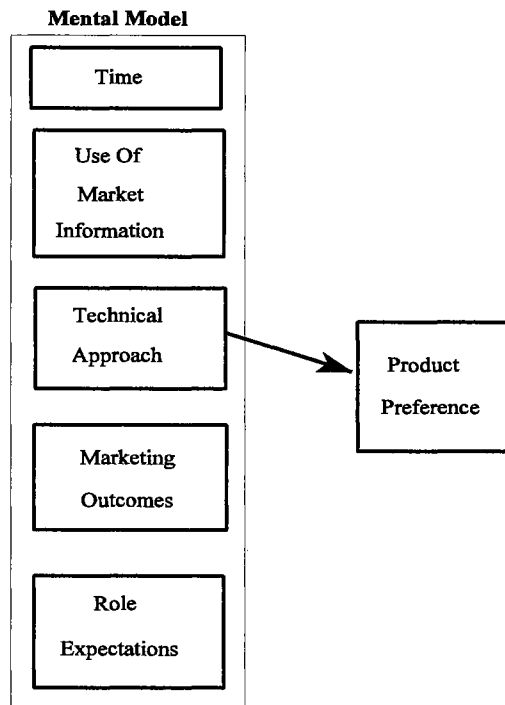 Mental Model
Time
Use Of
Market
Information
Technical
Approach
Product
Preference
Marketing
Outcomes
Role
Expectations